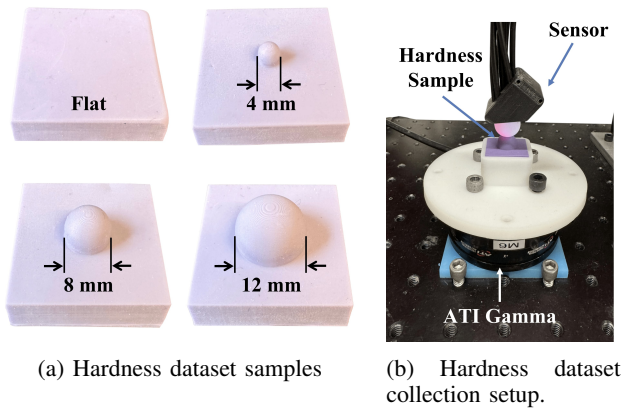 Flat
4 mm
8 mm
12 mm
(a) Hardness dataset samples
Sensor
Hardness
Sample
M6
ATI Gamma
(b) Hardness dataset
collection setup.